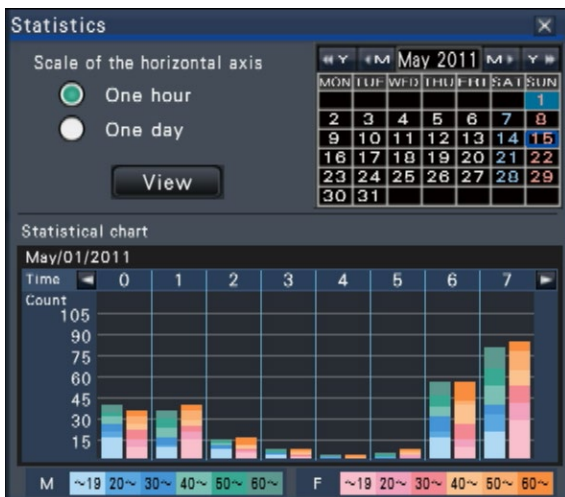 Statistics
Scale of the horizontal axis
One hour
One day
View
Y M May 2011 M Y
MON TUE WED THU FRI SAT SUN
1
2 3 4 5 6 7 8
9 10 11 12 13 14 15
16 17 18 19 20 21 22
23 24 25 26 27 28 29
30 31
Statistical chart
May/01/2011
Time 0 1 2 3 4 5 6 7
Count
105
90
75
60
45
30
15
M ~19 20~ 30~ 40~ 50~ 60~ F ~19 20~ 30~ 40~ 50~ 60~